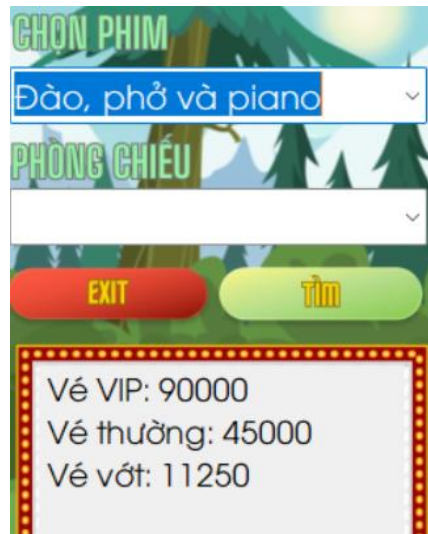 CHỌN PHIM
Đào, phở và piano
PHÒNG CHIẾU
EXIT
TÌM
Vé VIP: 90000
Vé thường: 45000
Vé vớt: 11250